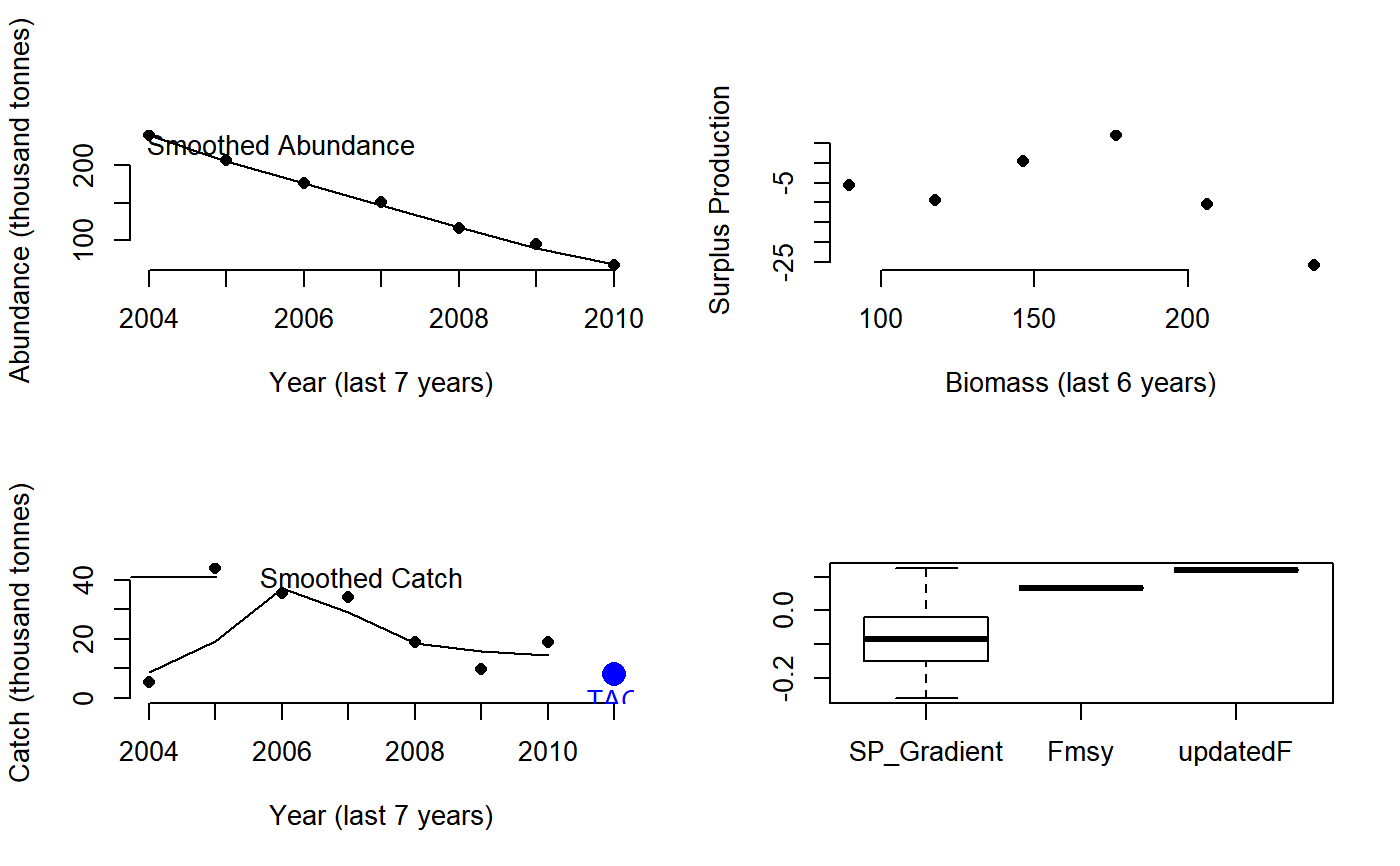 Abundance (thousand tonnes)
200
100
Smoothed Abundance
2004 2006 2008 2010
Year (last 7 years)
Surplus Production
-5
-25
100 150 200
Biomass (last 6 years)
Catch (thousand tonnes)
40
20
0
Smoothed Catch
TAC
2004 2006 2008 2010
Year (last 7 years)
0.0
-0.2
SP_Gradient Fmsy updatedF